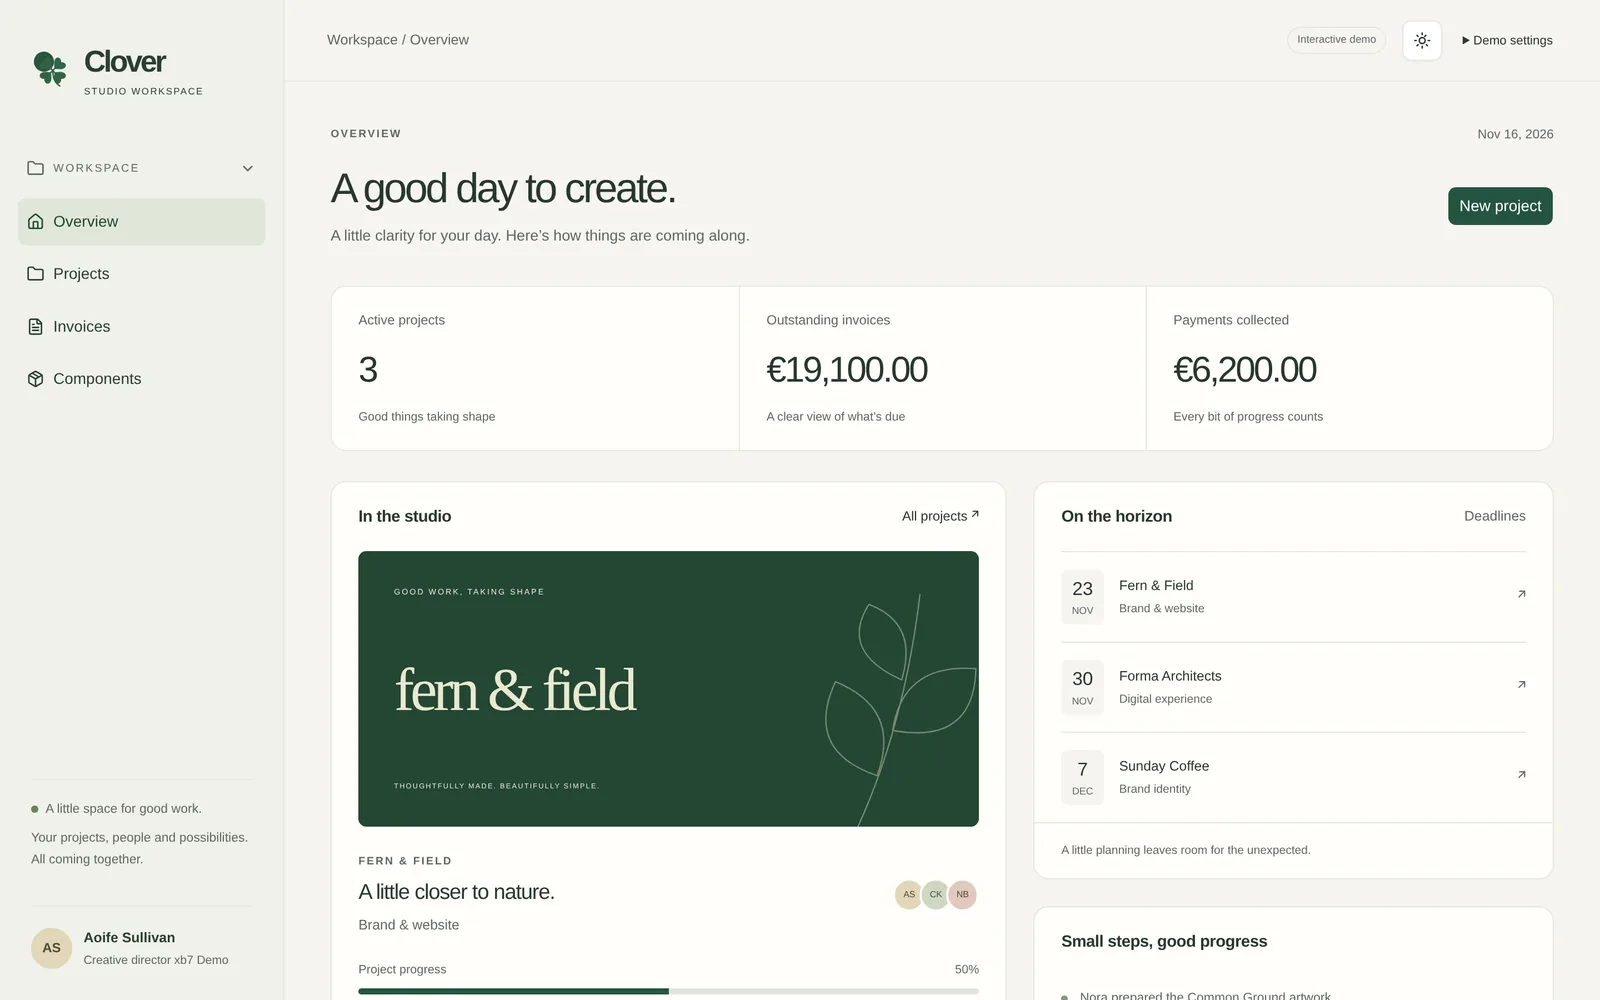 Clover
STUDIO WORKSPACE
WORKSPACE
Overview
Projects
Invoices
Components
A little space for good work.
Your projects, people and possibilities.
All coming together.
AS
Aoife Sullivan
Creative director xb7 Demo
Workspace / Overview
Interactive demo
Demo settings
OVERVIEW
Nov 16, 2026
A good day to create.
A little clarity for your day. Here’s how things are coming along.
New project
Active projects
3
Good things taking shape
Outstanding invoices
€19,100.00
A clear view of what’s due
Payments collected
€6,200.00
Every bit of progress counts
In the studio
All projects
GOOD WORK, TAKING SHAPE
fern & field
THOUGHTFULLY MADE. BEAUTIFULLY SIMPLE.
FERN & FIELD
A little closer to nature.
AS CK NB
Brand & website
Project progress
50%
On the horizon
Deadlines
23
NOV
Fern & Field
Brand & website
30
NOV
Forma Architects
Digital experience
7
DEC
Sunday Coffee
Brand identity
A little planning leaves room for the unexpected.
Small steps, good progress
Nora prepared the Common Ground artwork